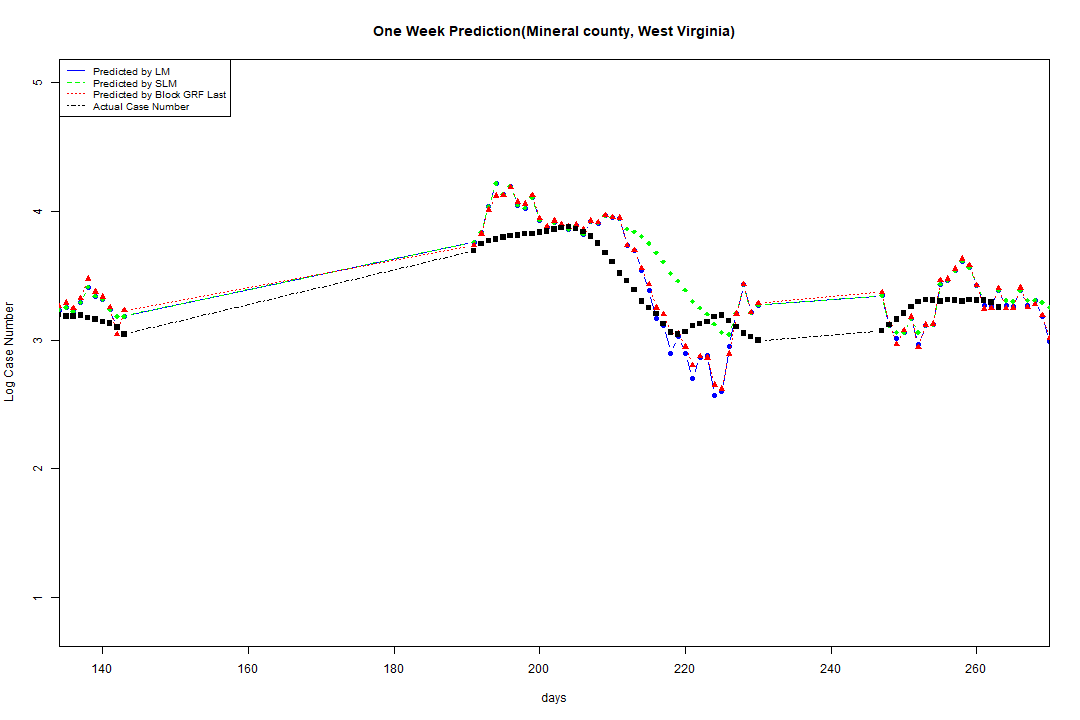 One Week Prediction(Mineral county, West Virginia)
Predicted by LM
Predicted by SLM
Predicted by Block GRF Last
Actual Case Number
5
4
3
2
1
Log Case Number
140 160 180 200 220 240 260
days